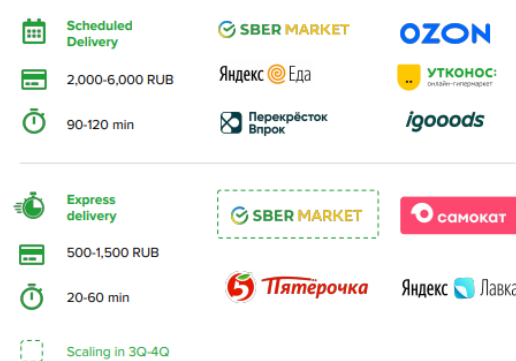 Scheduled
Delivery
SBER MARKET
OZON
2,000-6,000 RUB
Яндекс Еда
УТКОНОС:
онлайн-гипермаркет
90-120 min
Перекрёсток
Впрок
igooods
Express
delivery
SBER MARKET
самокат
500-1,500 RUB
20-60 min
5 Пятёрочка
Яндекс Лавка
Scaling in 3Q-4Q